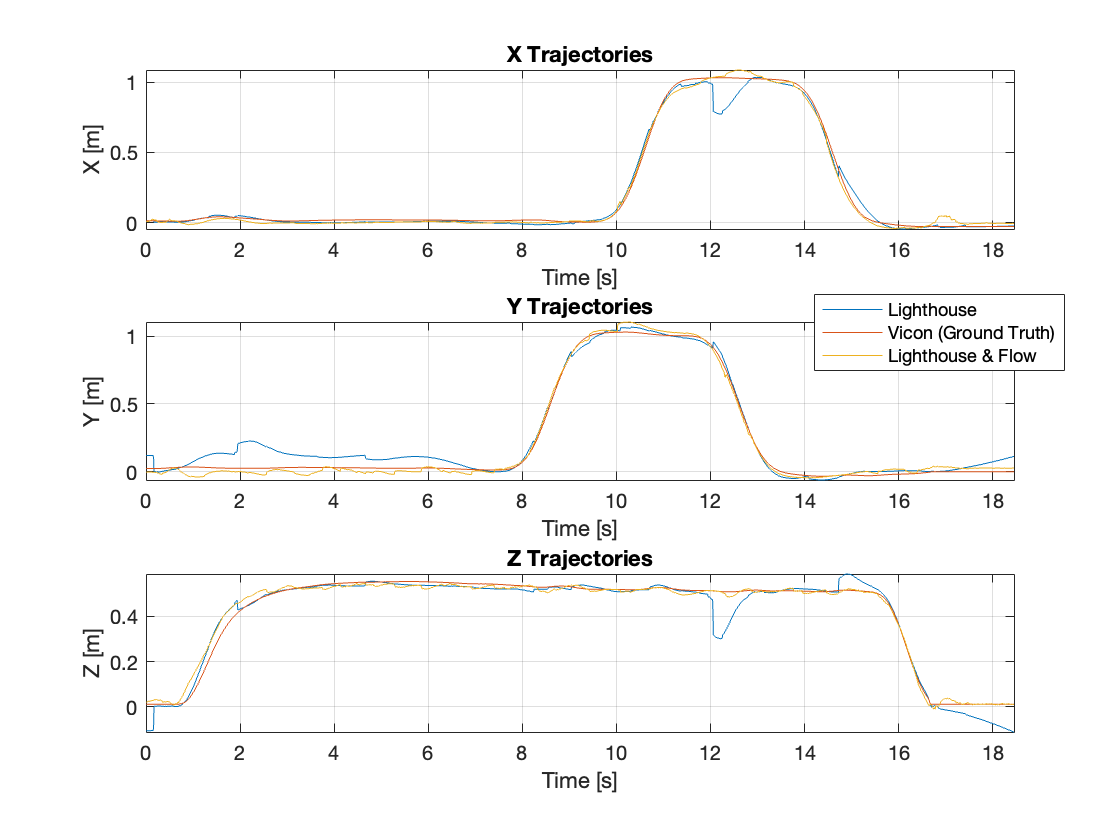 X Trajectories
X [m]
1
0.5
0
0 2 4 6 8 10 12 14 16 18
Time [s]
Y Trajectories
Lighthouse
Vicon (Ground Truth)
Lighthouse & Flow
Y [m]
1
0.5
0
0 2 4 6 8 10 12 14 16 18
Time [s]
Z Trajectories
Z [m]
0.4
0.2
0
0 2 4 6 8 10 12 14 16 18
Time [s]